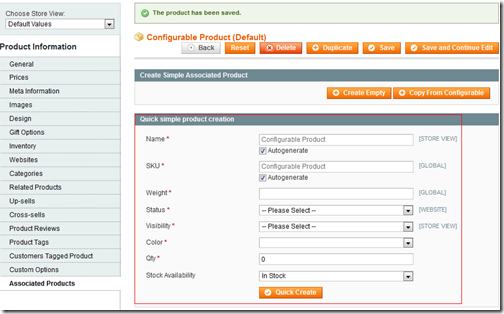 Choose Store View:
Default Values
Product Information
General
Prices
Meta Information
Images
Design
Gift Options
Inventory
Websites
Categories
Related Products
Up-sells
Cross-sells
Product Reviews
Product Tags
Customers Tagged Product
Custom Options
Associated Products
The product has been saved.
Configurable Product (Default)
Back Reset Delete Duplicate Save Save and Continue Edit
Create Simple Associated Product
Create Empty Copy From Configurable
Quick simple product creation
Name * Configurable Product [STORE VIEW]
Autogenerate
SKU * Configurable Product [GLOBAL]
Autogenerate
Weight * [GLOBAL]
Status * -- Please Select -- [WEBSITE]
Visibility * -- Please Select -- [STORE VIEW]
Color *
Qty * 0
Stock Availability In Stock
Quick Create